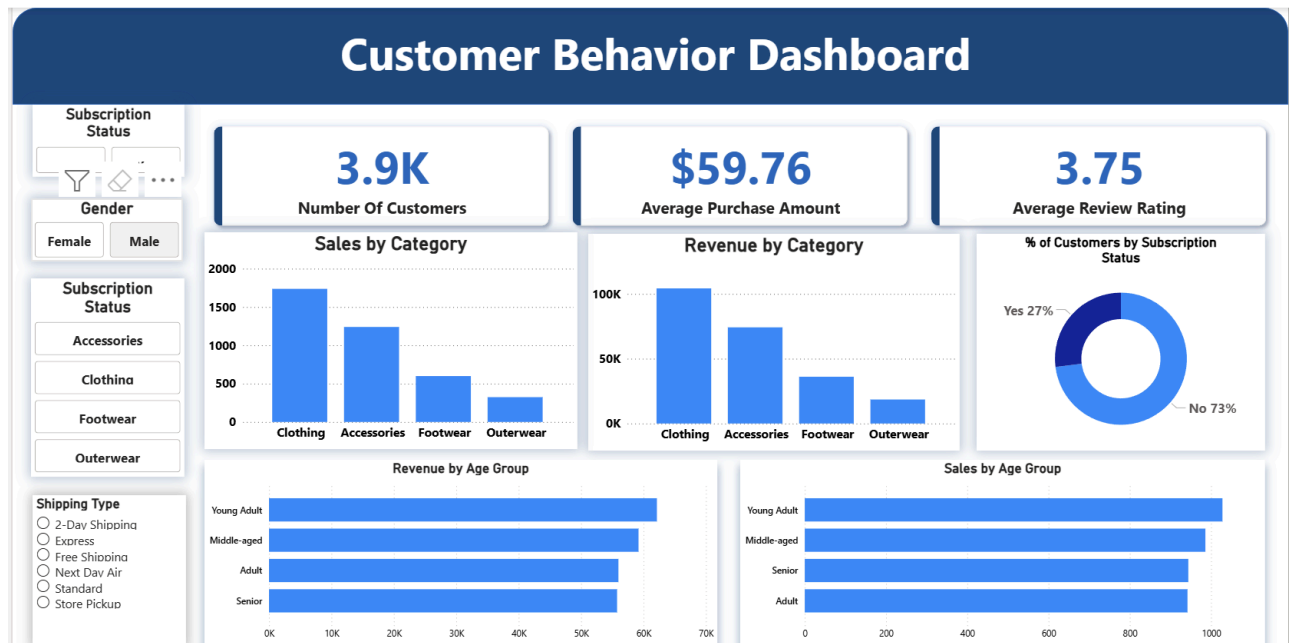 Customer Behavior Dashboard
Subscription
Status
Gender
Female
Male
Subscription
Status
Accessories
Clothing
Footwear
Outerwear
Shipping Type
2-Day Shipping
Express
Free Shipping
Next Day Air
Standard
Store Pickup
3.9K
Number Of Customers
$59.76
Average Purchase Amount
3.75
Average Review Rating
Sales by Category
2000
1500
1000
500
0
Clothing
Accessories
Footwear
Outerwear
Revenue by Category
100K
50K
0K
Clothing
Accessories
Footwear
Outerwear
% of Customers by Subscription
Status
Yes 27%
No 73%
Revenue by Age Group
Young Adult
Middle-aged
Adult
Senior
0K
10K
20K
30K
40K
50K
60K
70K
Sales by Age Group
Young Adult
Middle-aged
Senior
Adult
0
200
400
600
800
1000